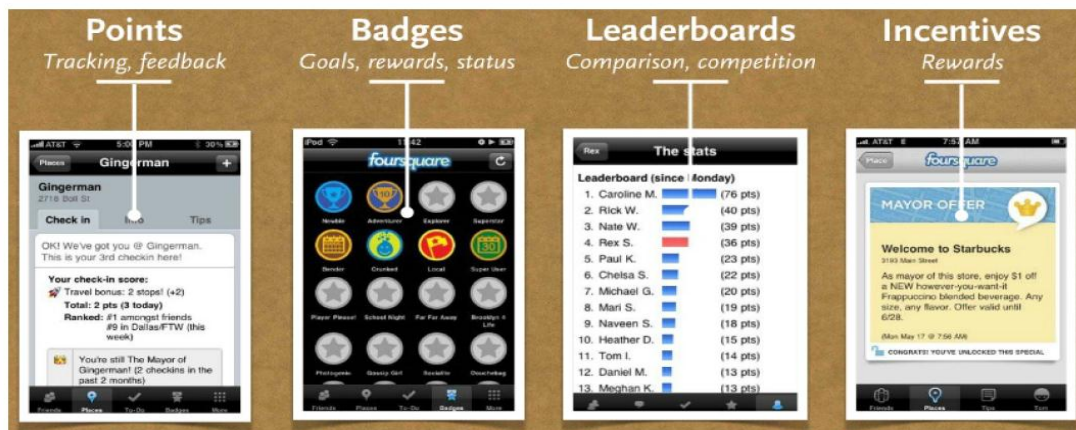 Points
Tracking, feedback
Badges
Goals, rewards, status
Leaderboards
Comparison, competition
Incentives
Rewards
AT&T 5:00 PM 30%
Places
Gingerman
+
Gingerman
2718 Boll St
Check in
Info
Tips
OK! We've got you @ Gingerman.
This is your 3rd checkin here!
Your check-in score:
Travel bonus: 2 stops! (+2)
Total: 2 pts (3 today)
Ranked: #1 amongst friends
#9 in Dallas/FTW (this
week)
You're still The Mayor of
Gingerman! (2 checkins in the
past 2 months)
Friends
Places
To-Do
Badges
More
iPod
foursquare
Newbie
Adventurer
Explorer
Superstar
Bender
Crunked
Local
Super User
Player Please!
School Night
Far Far Away
Brooklyn 4
Life
Photogenic
Gossip Girl
Socialite
Douchebag
Friends
Places
To-Do
Badges
More
Rex
The stats
Leaderboard (since Monday)
1. Caroline M. (76 pts)
2. Rick W. (40 pts)
3. Nate W. (39 pts)
4. Rex S. (36 pts)
5. Paul K. (23 pts)
6. Chelsa S. (22 pts)
7. Michael G. (20 pts)
8. Mari S. (19 pts)
9. Naveen S. (18 pts)
10. Heather D. (15 pts)
11. Tom I. (14 pts)
12. Daniel M. (13 pts)
13. Meghan K. (13 pts)
AT&T E 7:57 AM
Place
foursquare
MAYOR OFFER
Welcome to Starbucks
3193 Main Street
As mayor of this store, enjoy $1 off
a NEW however-you-want-it
Frappuccino blended beverage. Any
size, any flavor. Offer valid until
6/28.
(Mon May 17 @ 7:56 AM)
CONGRATS! YOU'VE UNLOCKED THIS SPECIAL
Friends
Places
Tips